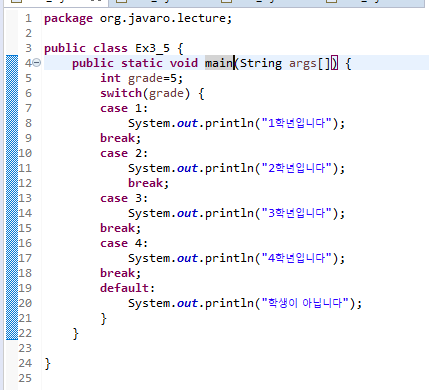 1 package org.javaro.lecture;
2
3 public class Ex3_5 {
4 public static void main(String args[]) {
5 int grade=5;
6 switch(grade) {
7 case 1:
8 System.out.println("1학년입니다");
9 break;
10 case 2:
11 System.out.println("2학년입니다");
12 break;
13 case 3:
14 System.out.println("3학년입니다");
15 break;
16 case 4:
17 System.out.println("4학년입니다");
18 break;
19 default:
20 System.out.println("학생이 아닙니다");
21 }
22 }
23
24 }
25